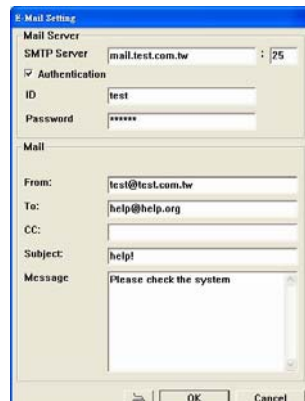 E-Mail Setting
Mail Server
SMTP Server mail.test.com.tw : 25
Authentication
ID test
Password ******
Mail
From: test@test.com.tw
To: help@help.org
CC:
Subject: help!
Message Please check the system
OK Cancel